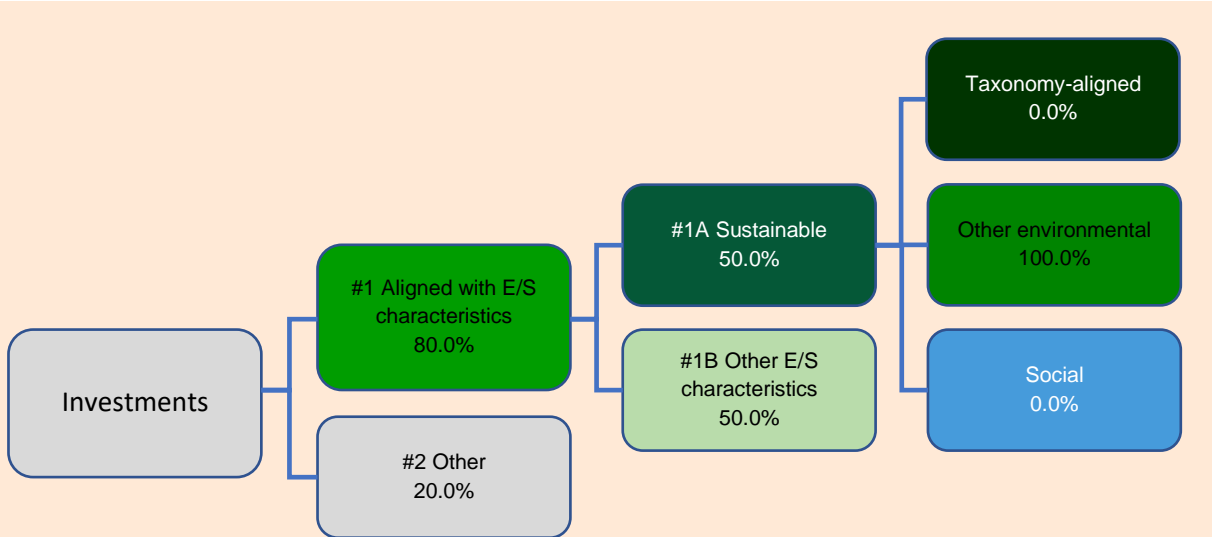 Investments
#1 Aligned with E/S
characteristics
80.0%
#2 Other
20.0%
#1A Sustainable
50.0%
#1B Other E/S
characteristics
50.0%
Taxonomy-aligned
0.0%
Other environmental
100.0%
Social
0.0%